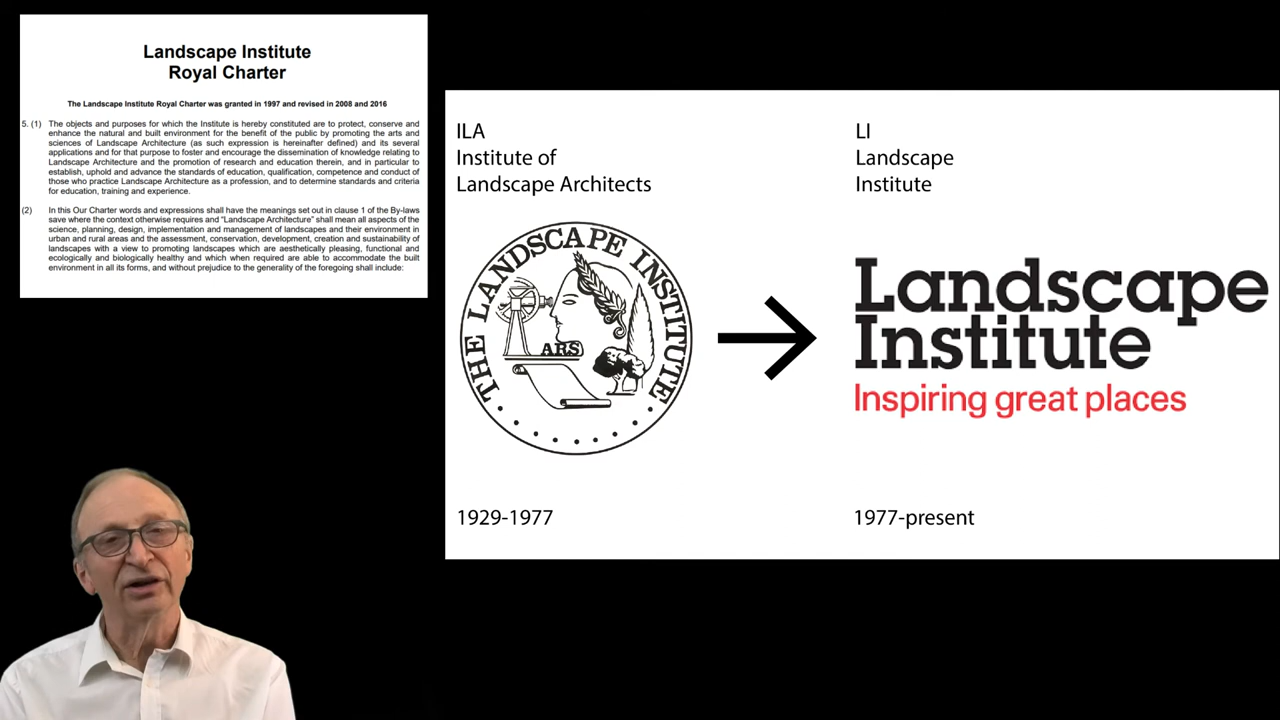 Landscape Institute
Royal Charter
The Landscape Institute Royal Charter was granted in 1997 and revised in 2008 and 2016
5. (1) The objects and purposes for which the Institute is hereby constituted are to protect, conserve and
enhance the natural and built environment for the benefit of the public by promoting the arts and
sciences of Landscape Architecture (as such expression is hereinafter defined) and its several
applications and for that purpose to foster and encourage the dissemination of knowledge relating to
Landscape Architecture and the promotion of research and education therein, and in particular to
establish, uphold and advance the standards of education, qualification, competence and conduct of
those who practice Landscape Architecture as a profession, and to determine standards and criteria
for education, training and experience.
(2) In this Our Charter words and expressions shall have the meanings set out in clause 1 of the By-laws
save where the context otherwise requires and “Landscape Architecture” shall mean all aspects of the
science, planning, design, implementation and management of landscapes and their environment in
urban and rural areas and the assessment, conservation, development, creation and sustainability of
landscapes with a view to promoting landscapes which are aesthetically pleasing, functional and
ecologically and biologically healthy and which when required are able to accommodate the built
environment in all its forms, and without prejudice to the generality of the foregoing shall include:
ILA
Institute of
Landscape Architects
THE LANDSCAPE INSTITUTE
ARS
1929-1977
LI
Landscape
Institute
Landscape
Institute
Inspiring great places
1977-present